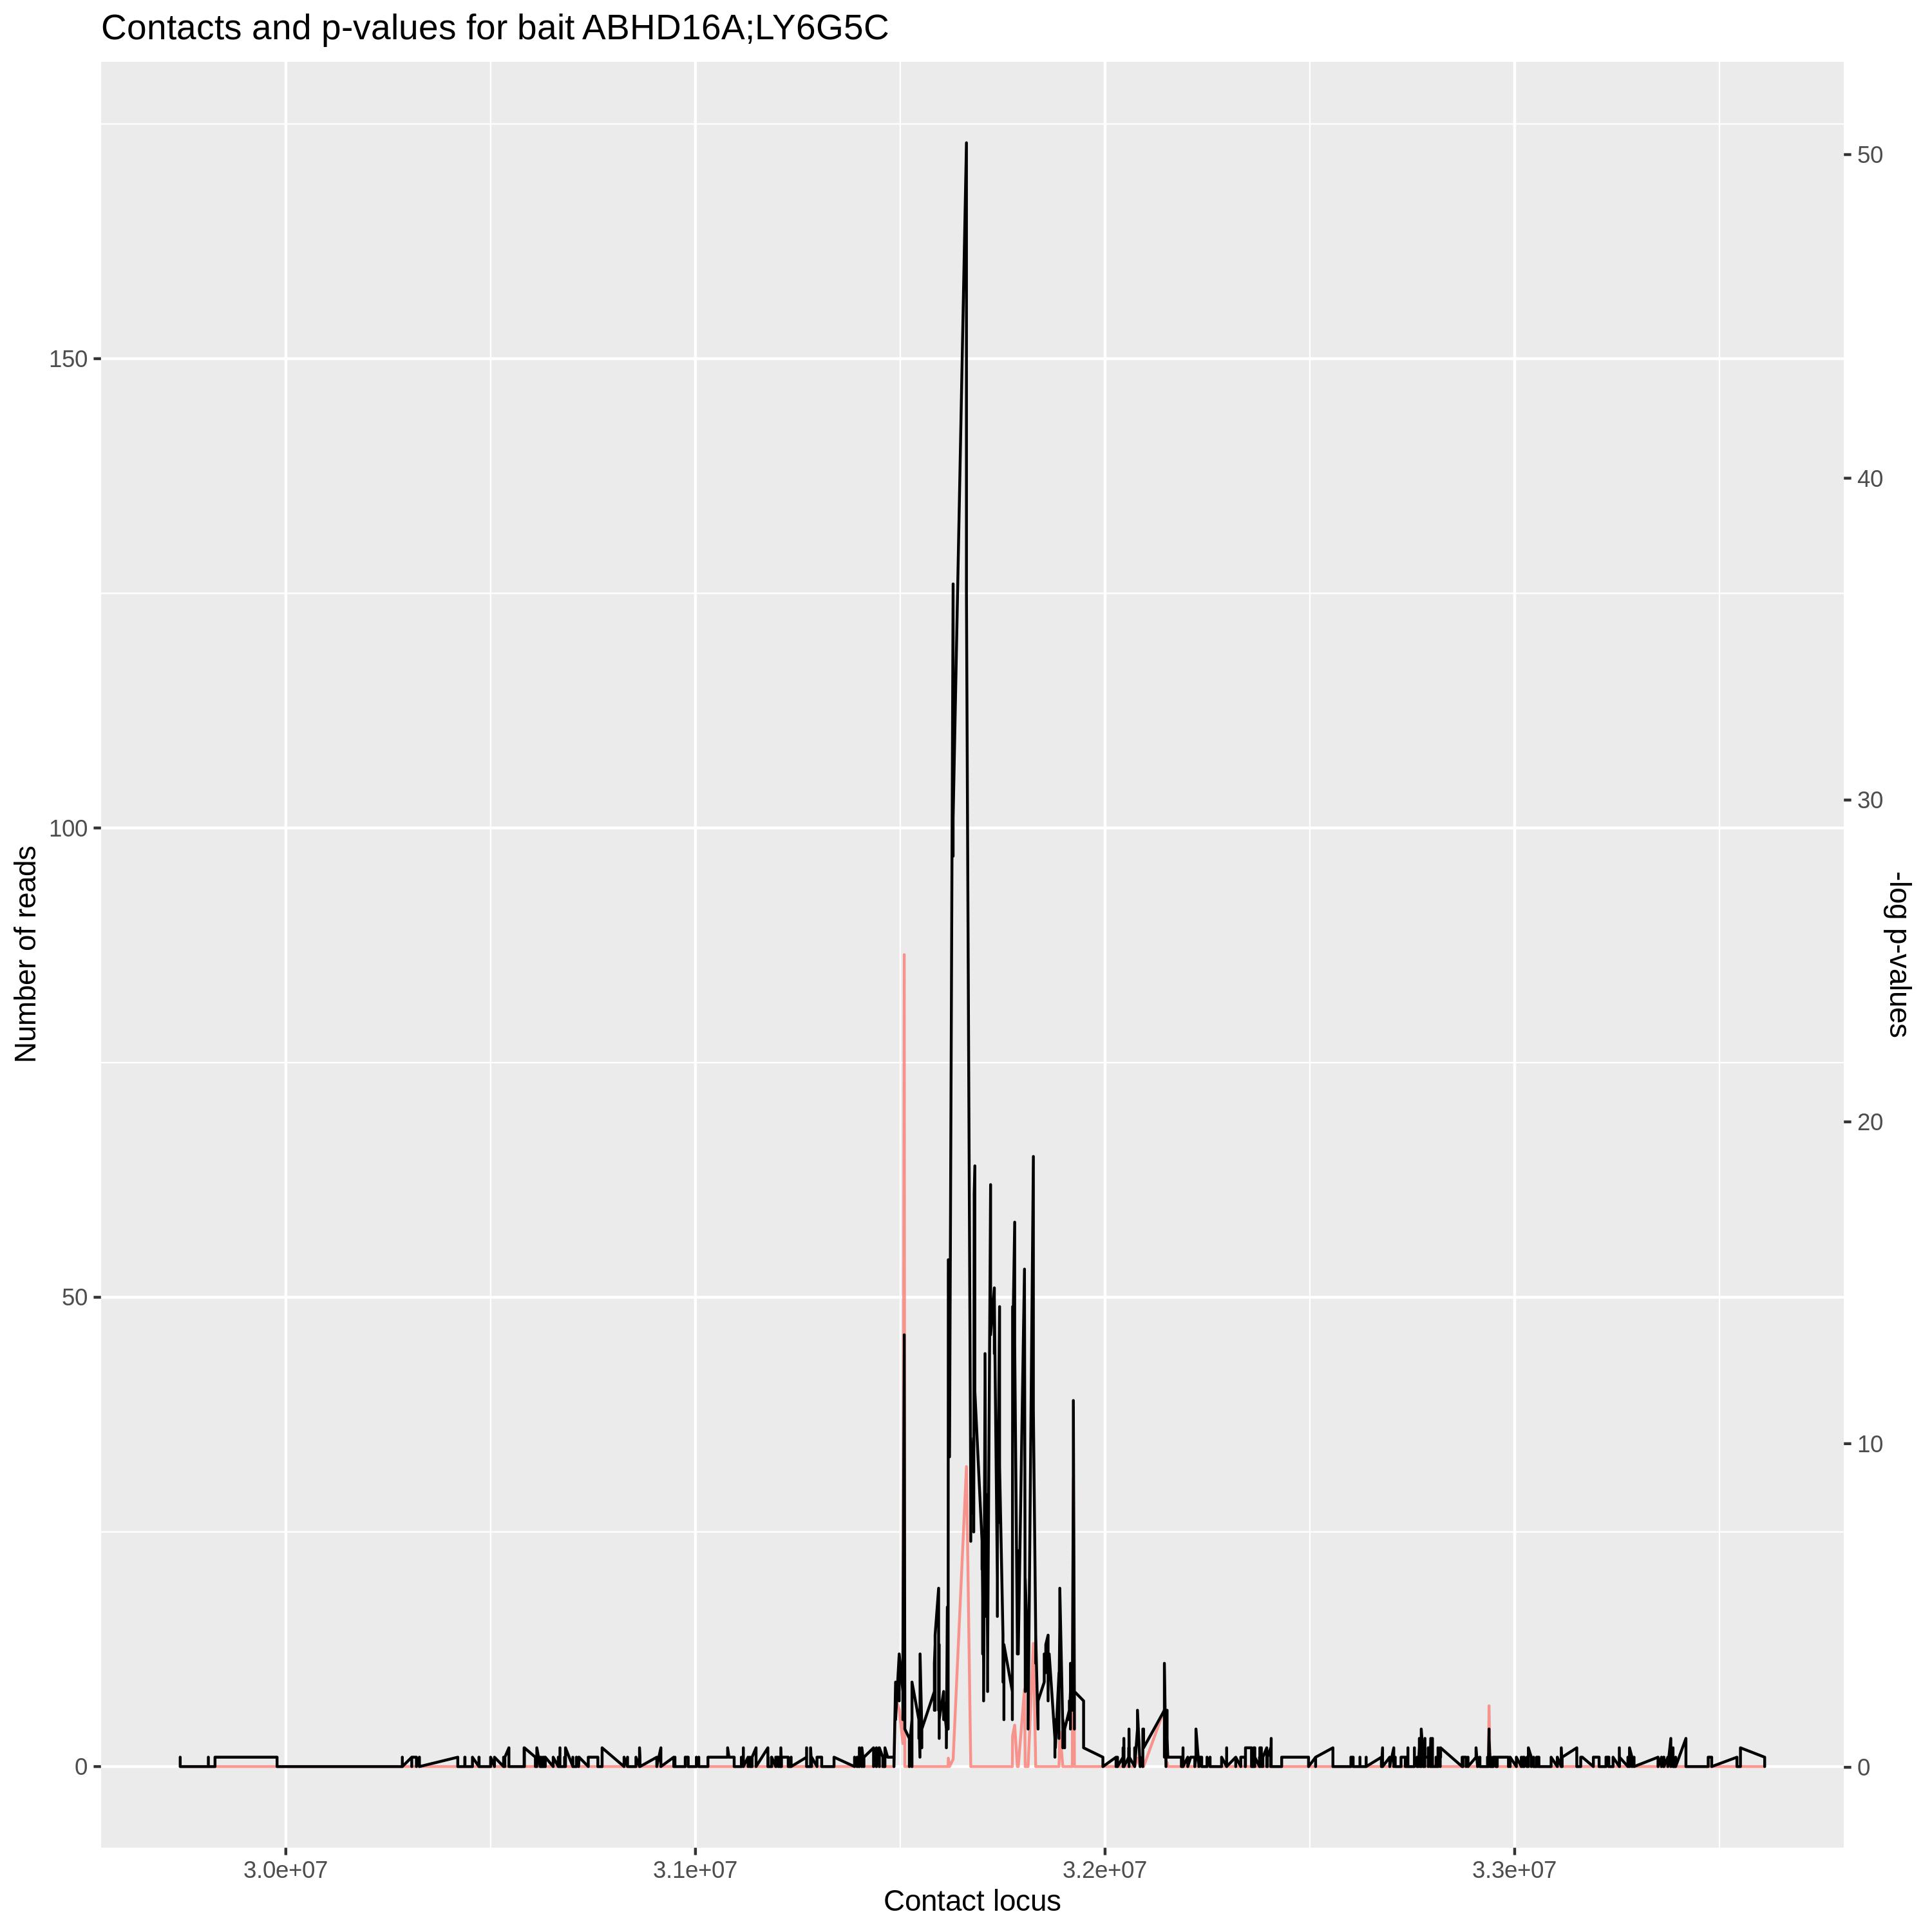 Contacts and p-values for bait ABHD16A;LY6G5C
Number of reads
150
100
50
0
50
40
30
20
10
0
-log p-values
3.0e+07
3.1e+07
3.2e+07
3.3e+07
Contact locus